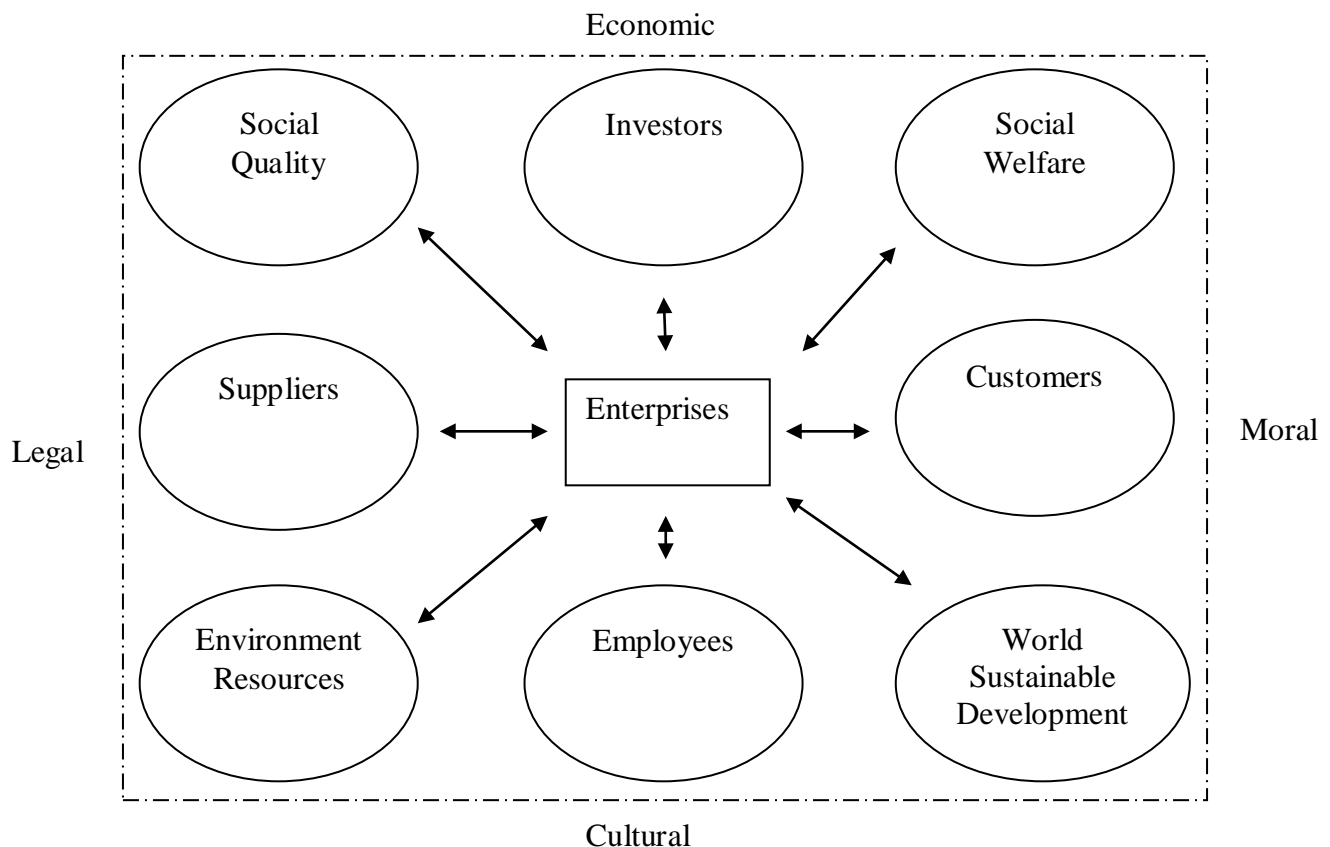 Economic
Social
Quality
Investors
Social
Welfare
Suppliers
Enterprises
Customers
Legal
Moral
Environment
Resources
Employees
World
Sustainable
Development
Cultural